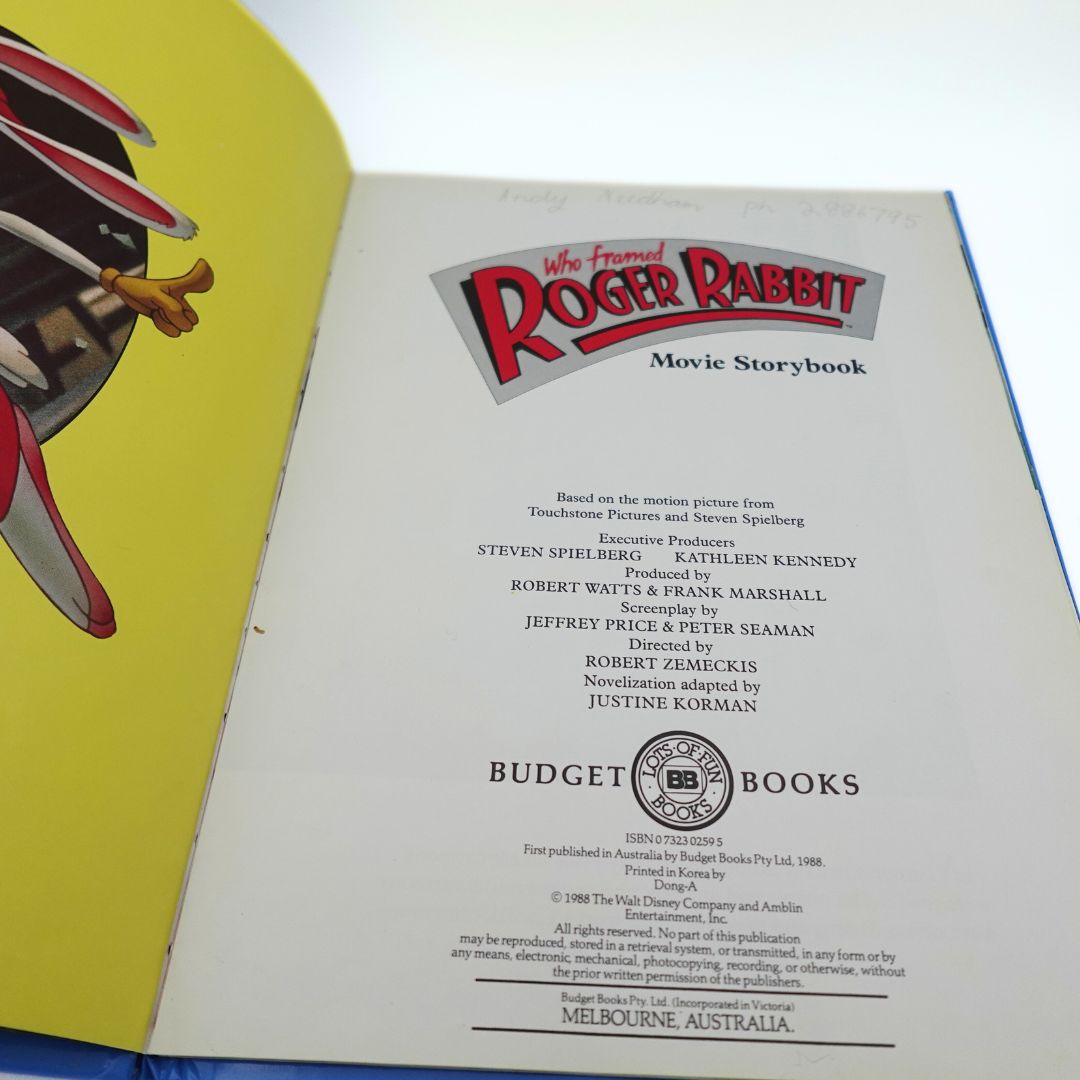 Andy Needham ph 2886795
Who framed
ROGER RABBIT
TM
Movie Storybook
Based on the motion picture from
Touchstone Pictures and Steven Spielberg
Executive Producers
STEVEN SPIELBERG KATHLEEN KENNEDY
Produced by
ROBERT WATTS & FRANK MARSHALL
Screenplay by
JEFFREY PRICE & PETER SEAMAN
Directed by
ROBERT ZEMECKIS
Novelization adapted by
JUSTINE KORMAN
BUDGET LOTS·OF·FUN BB BOOKS BOOKS
ISBN 0 7323 0259 5
First published in Australia by Budget Books Pty Ltd, 1988.
Printed in Korea by
Dong-A
© 1988 The Walt Disney Company and Amblin
Entertainment, Inc.
All rights reserved. No part of this publication
may be reproduced, stored in a retrieval system, or transmitted, in any form or by
any means, electronic, mechanical, photocopying, recording, or otherwise, without
the prior written permission of the publishers.
Budget Books Pty. Ltd. (Incorporated in Victoria)
MELBOURNE, AUSTRALIA.